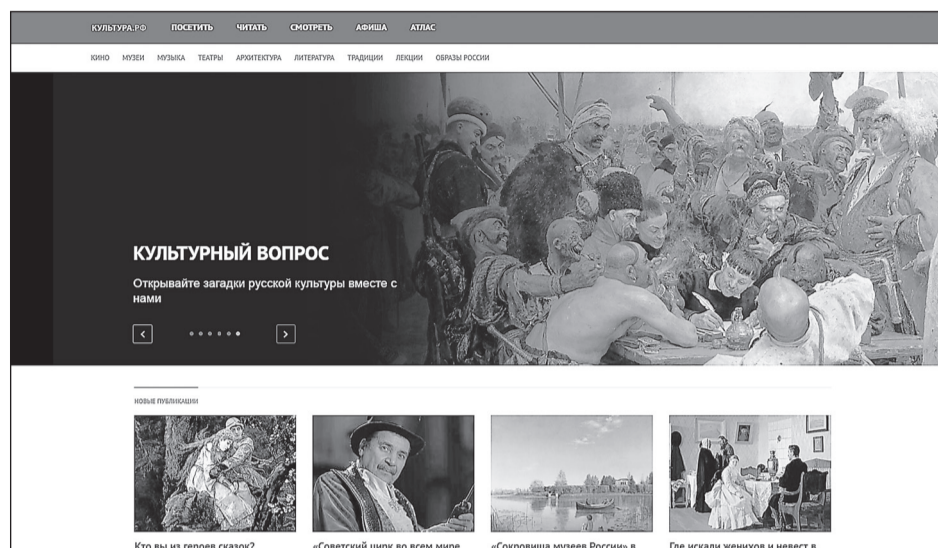 КУЛЬТУРА.РФ ПОСЕТИТЬ ЧИТАТЬ СМОТРЕТЬ АФИША АТЛАС
КИНО МУЗЕИ МУЗЫКА ТЕАТРЫ АРХИТЕКТУРА ЛИТЕРАТУРА ТРАДИЦИИ ЛЕКЦИИ ОБРАЗЫ РОССИИ
КУЛЬТУРНЫЙ ВОПРОС
Открывайте загадки русской культуры вместе с
нами
НОВЫЕ ПУБЛИКАЦИИ
Кто вы из героев сказок?
«Советский цирк во всем мире
«Сокровища музеев России» в
Где искали женихов и невест в